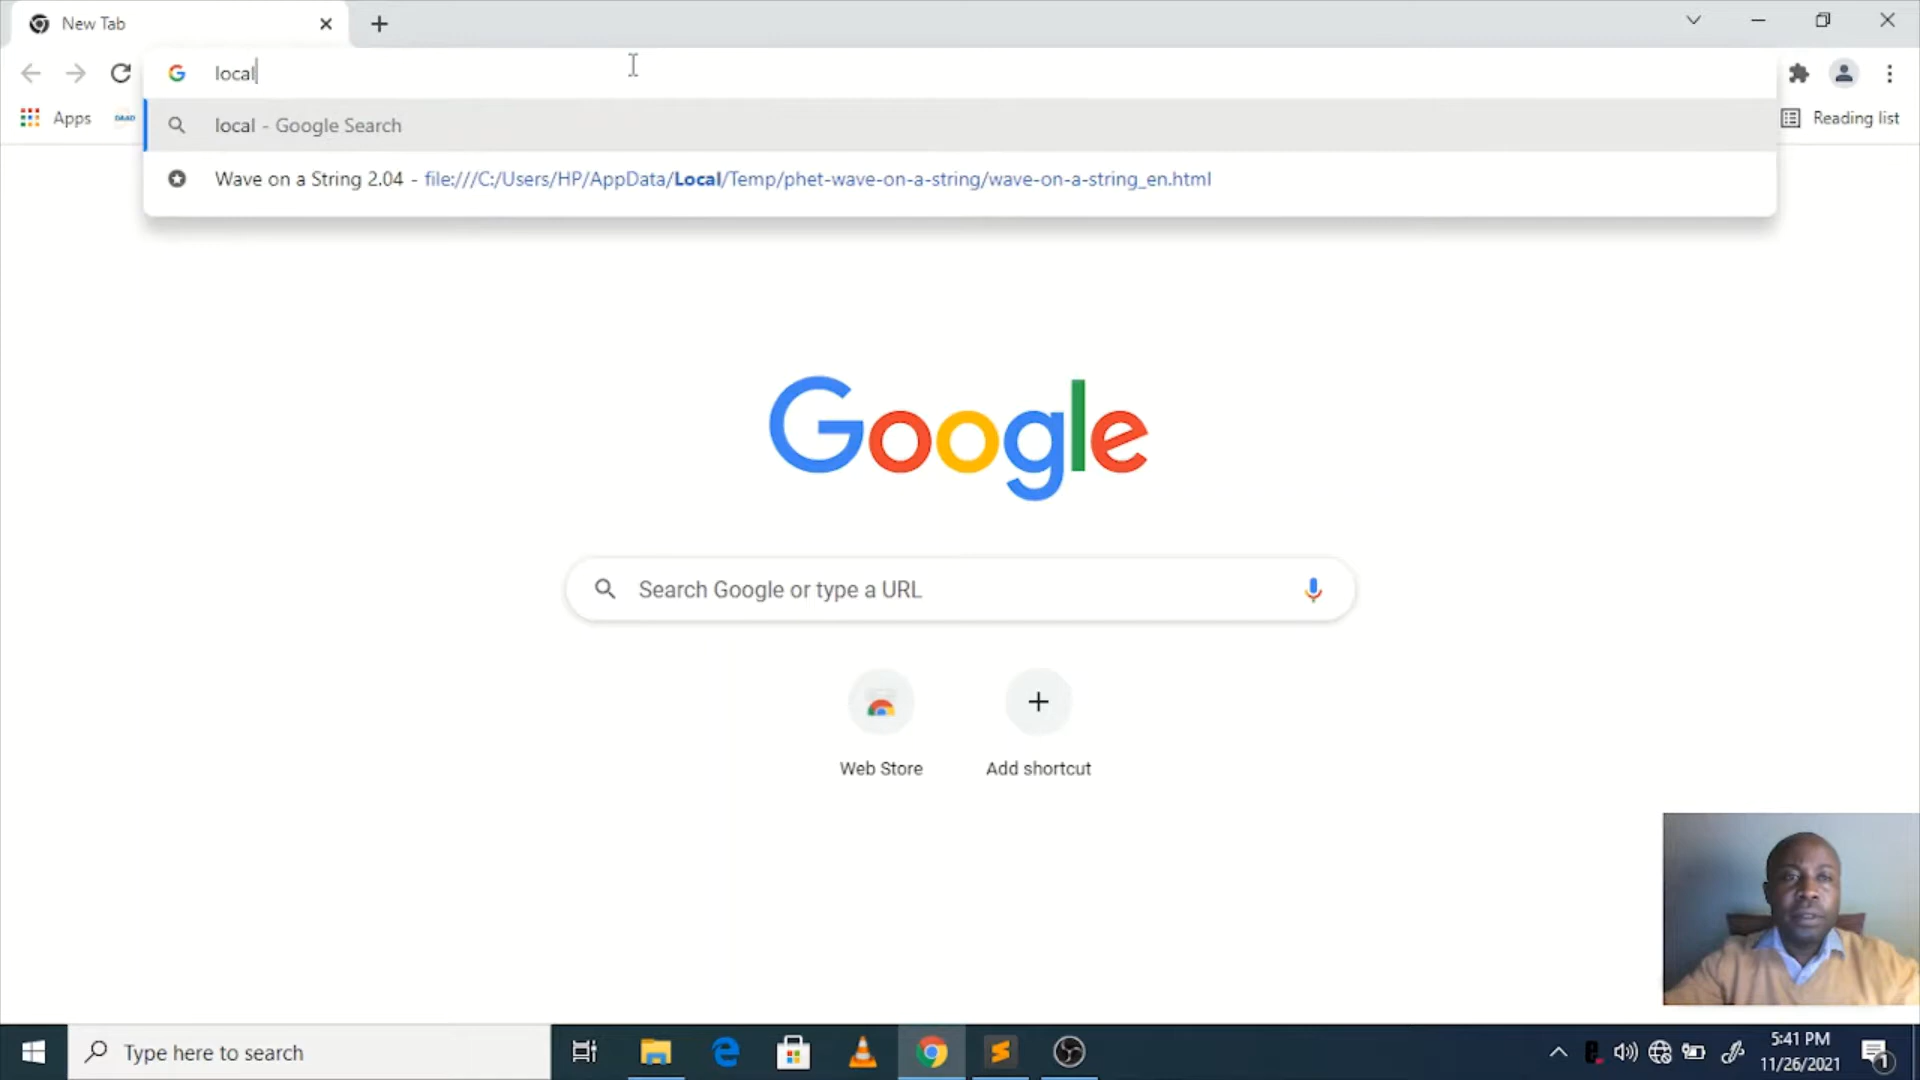 New Tab
local
Apps
DAAD
Reading list
local - Google Search
Wave on a String 2.04 - file:///C:/Users/HP/AppData/Local/Temp/phet-wave-on-a-string/wave-on-a-string_en.html
Google
Search Google or type a URL
Web Store
Add shortcut
Type here to search
5:41 PM
11/26/2021
1